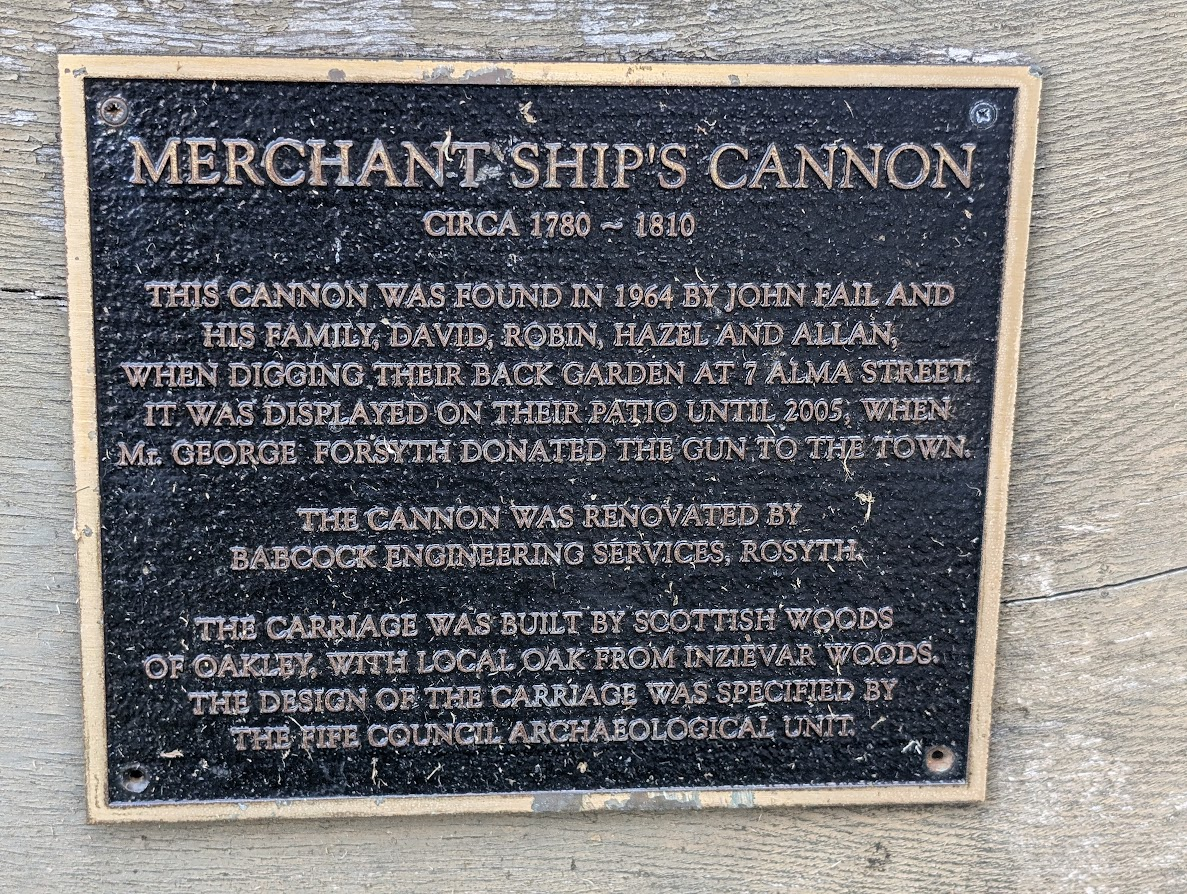 MERCHANT SHIP'S CANNON
CIRCA 1780 ~ 1810
THIS CANNON WAS FOUND IN 1964 BY JOHN FAIL AND
HIS FAMILY, DAVID, ROBIN, HAZEL AND ALLAN,
WHEN DIGGING THEIR BACK GARDEN AT 7 ALMA STREET.
IT WAS DISPLAYED ON THEIR PATIO UNTIL 2005, WHEN
Mr. GEORGE FORSYTH DONATED THE GUN TO THE TOWN.
THE CANNON WAS RENOVATED BY
BABCOCK ENGINEERING SERVICES, ROSYTH.
THE CARRIAGE WAS BUILT BY SCOTTISH WOODS
OF OAKLEY, WITH LOCAL OAK FROM INZIEVAR WOODS.
THE DESIGN OF THE CARRIAGE WAS SPECIFIED BY
THE FIFE COUNCIL ARCHAEOLOGICAL UNIT.